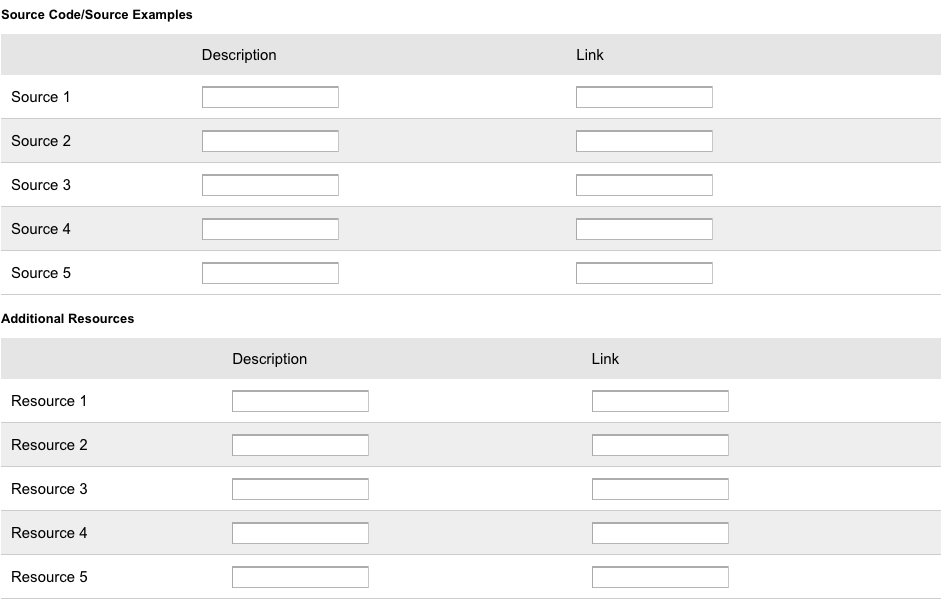 Source Code/Source Examples
Description Link
Source 1
Source 2
Source 3
Source 4
Source 5
Additional Resources
Description Link
Resource 1
Resource 2
Resource 3
Resource 4
Resource 5